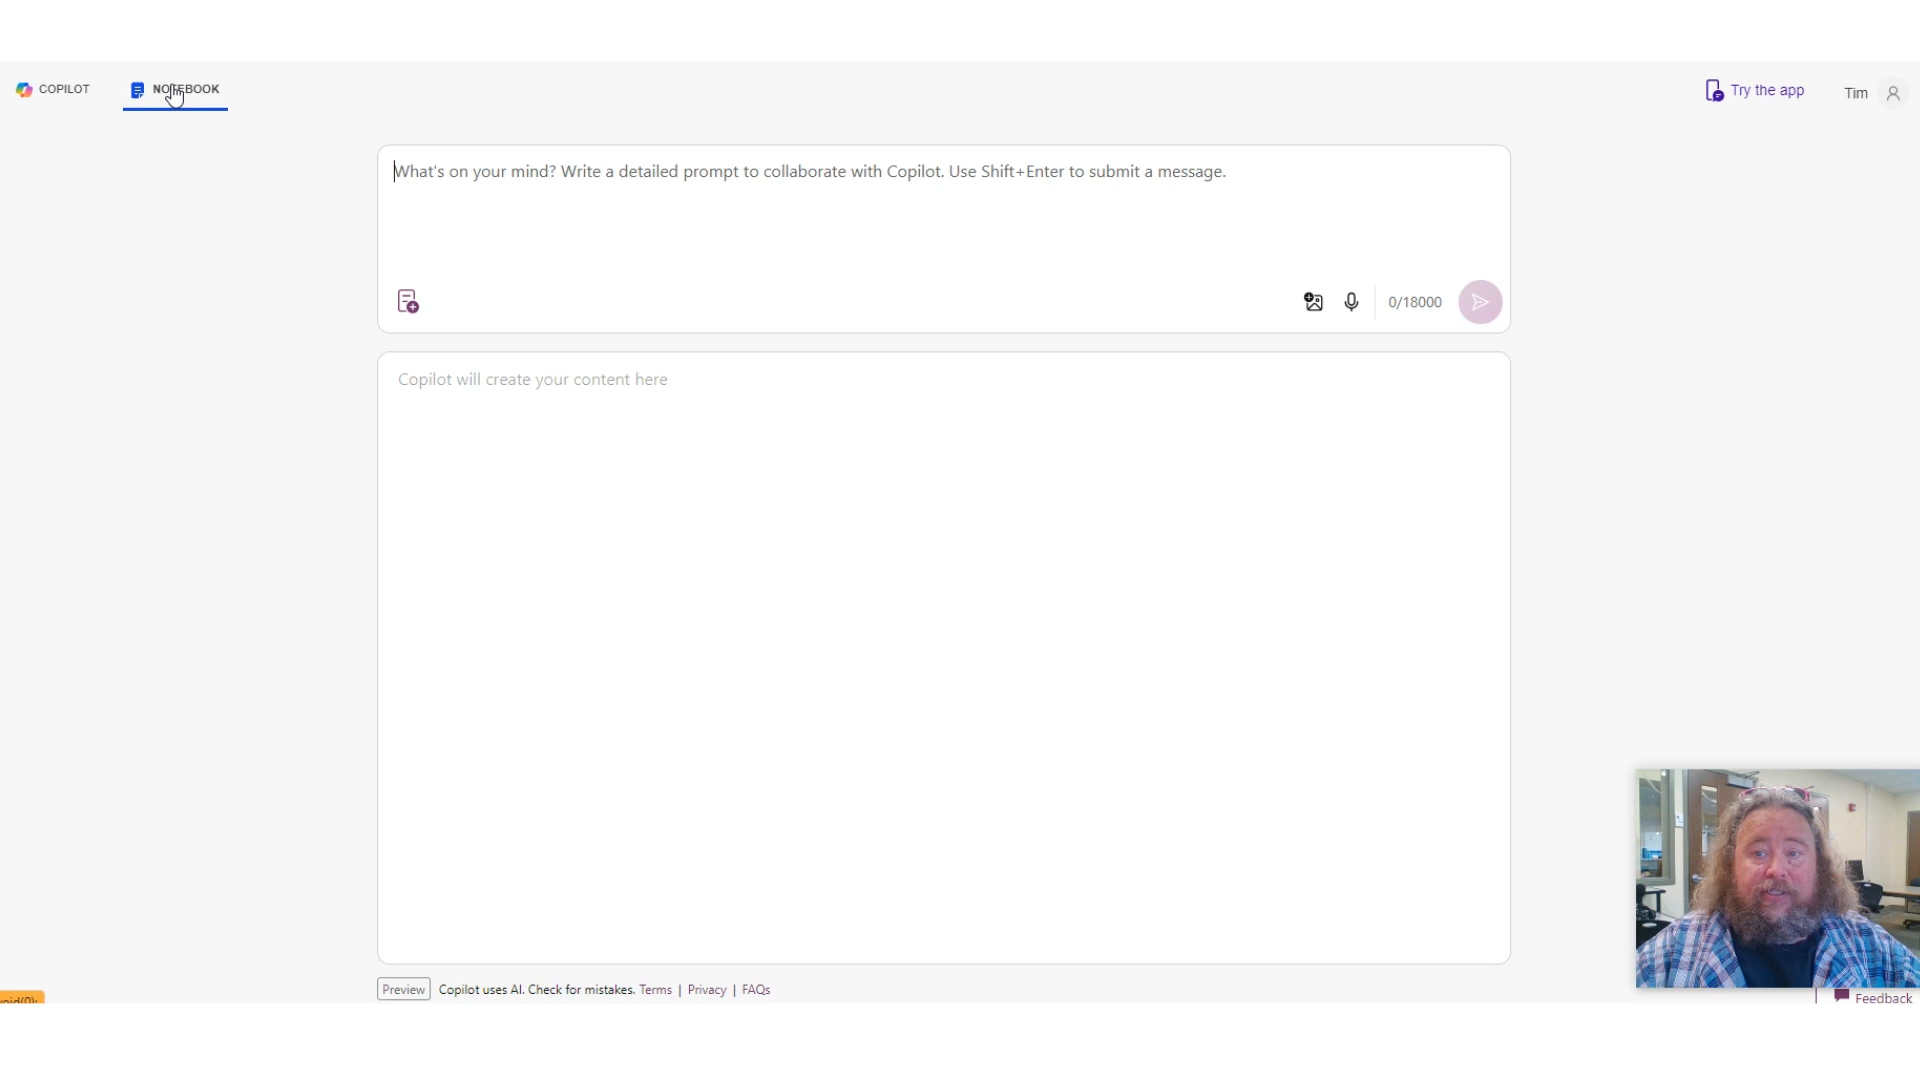 COPILOT
NOTEBOOK
Try the app
Tim
What's on your mind? Write a detailed prompt to collaborate with Copilot. Use Shift+Enter to submit a message.
0/18000
Copilot will create your content here
Preview
Copilot uses AI. Check for mistakes. Terms | Privacy | FAQs
Feedback